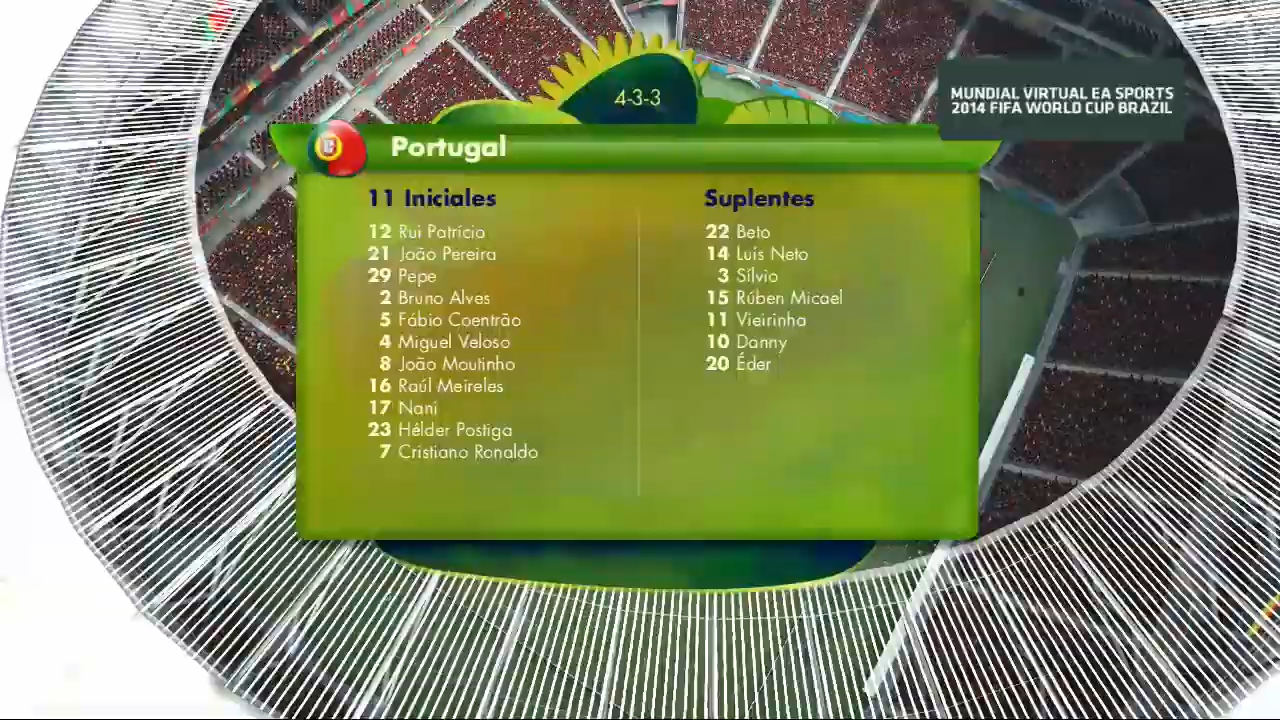 4-3-3
MUNDIAL VIRTUAL EA SPORTS
2014 FIFA WORLD CUP BRAZIL
Portugal
11 Iniciales
12 Rui Patrício
21 João Pereira
29 Pepe
2 Bruno Alves
5 Fábio Coentrão
4 Miguel Veloso
8 João Moutinho
16 Raúl Meireles
17 Nani
23 Hélder Postiga
7 Cristiano Ronaldo
Suplentes
22 Beto
14 Luís Neto
3 Sílvio
15 Rúben Micael
11 Vieirinha
10 Danny
20 Éder